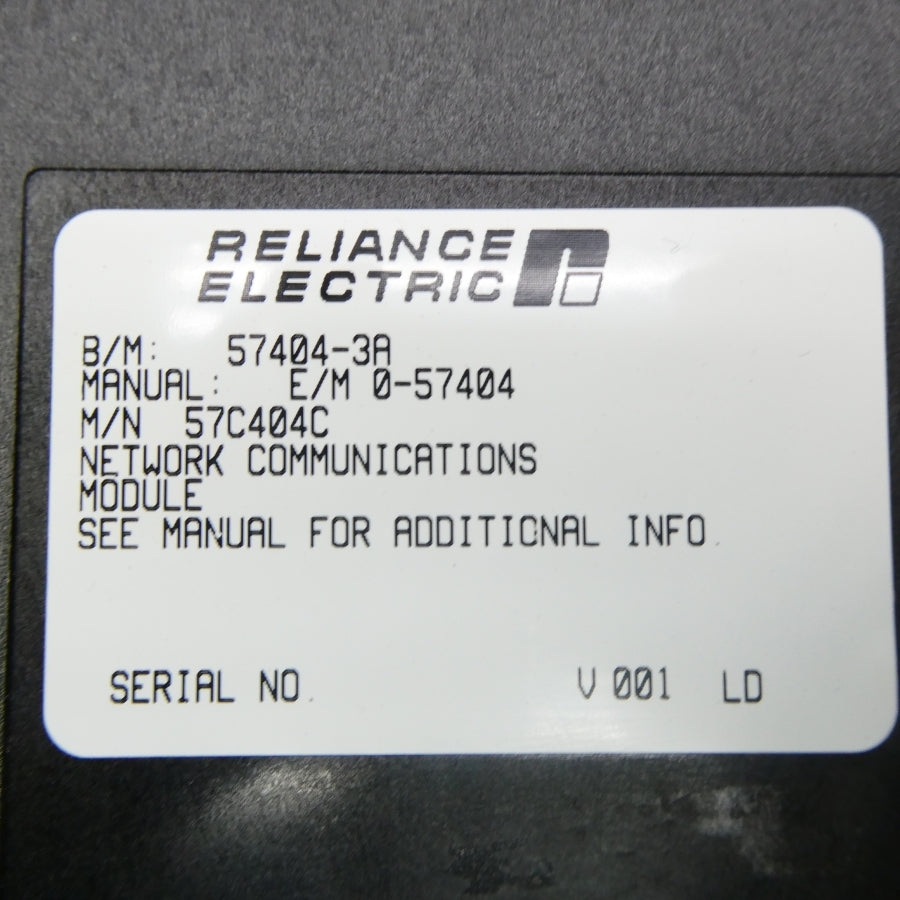 RELIANCE
ELECTRIC
B/M: 57404-3A
MANUAL: E/M 0-57404
M/N 57C404C
NETWORK COMMUNICATIONS
MODULE
SEE MANUAL FOR ADDITIONAL INFO.
SERIAL NO. V 001 LD